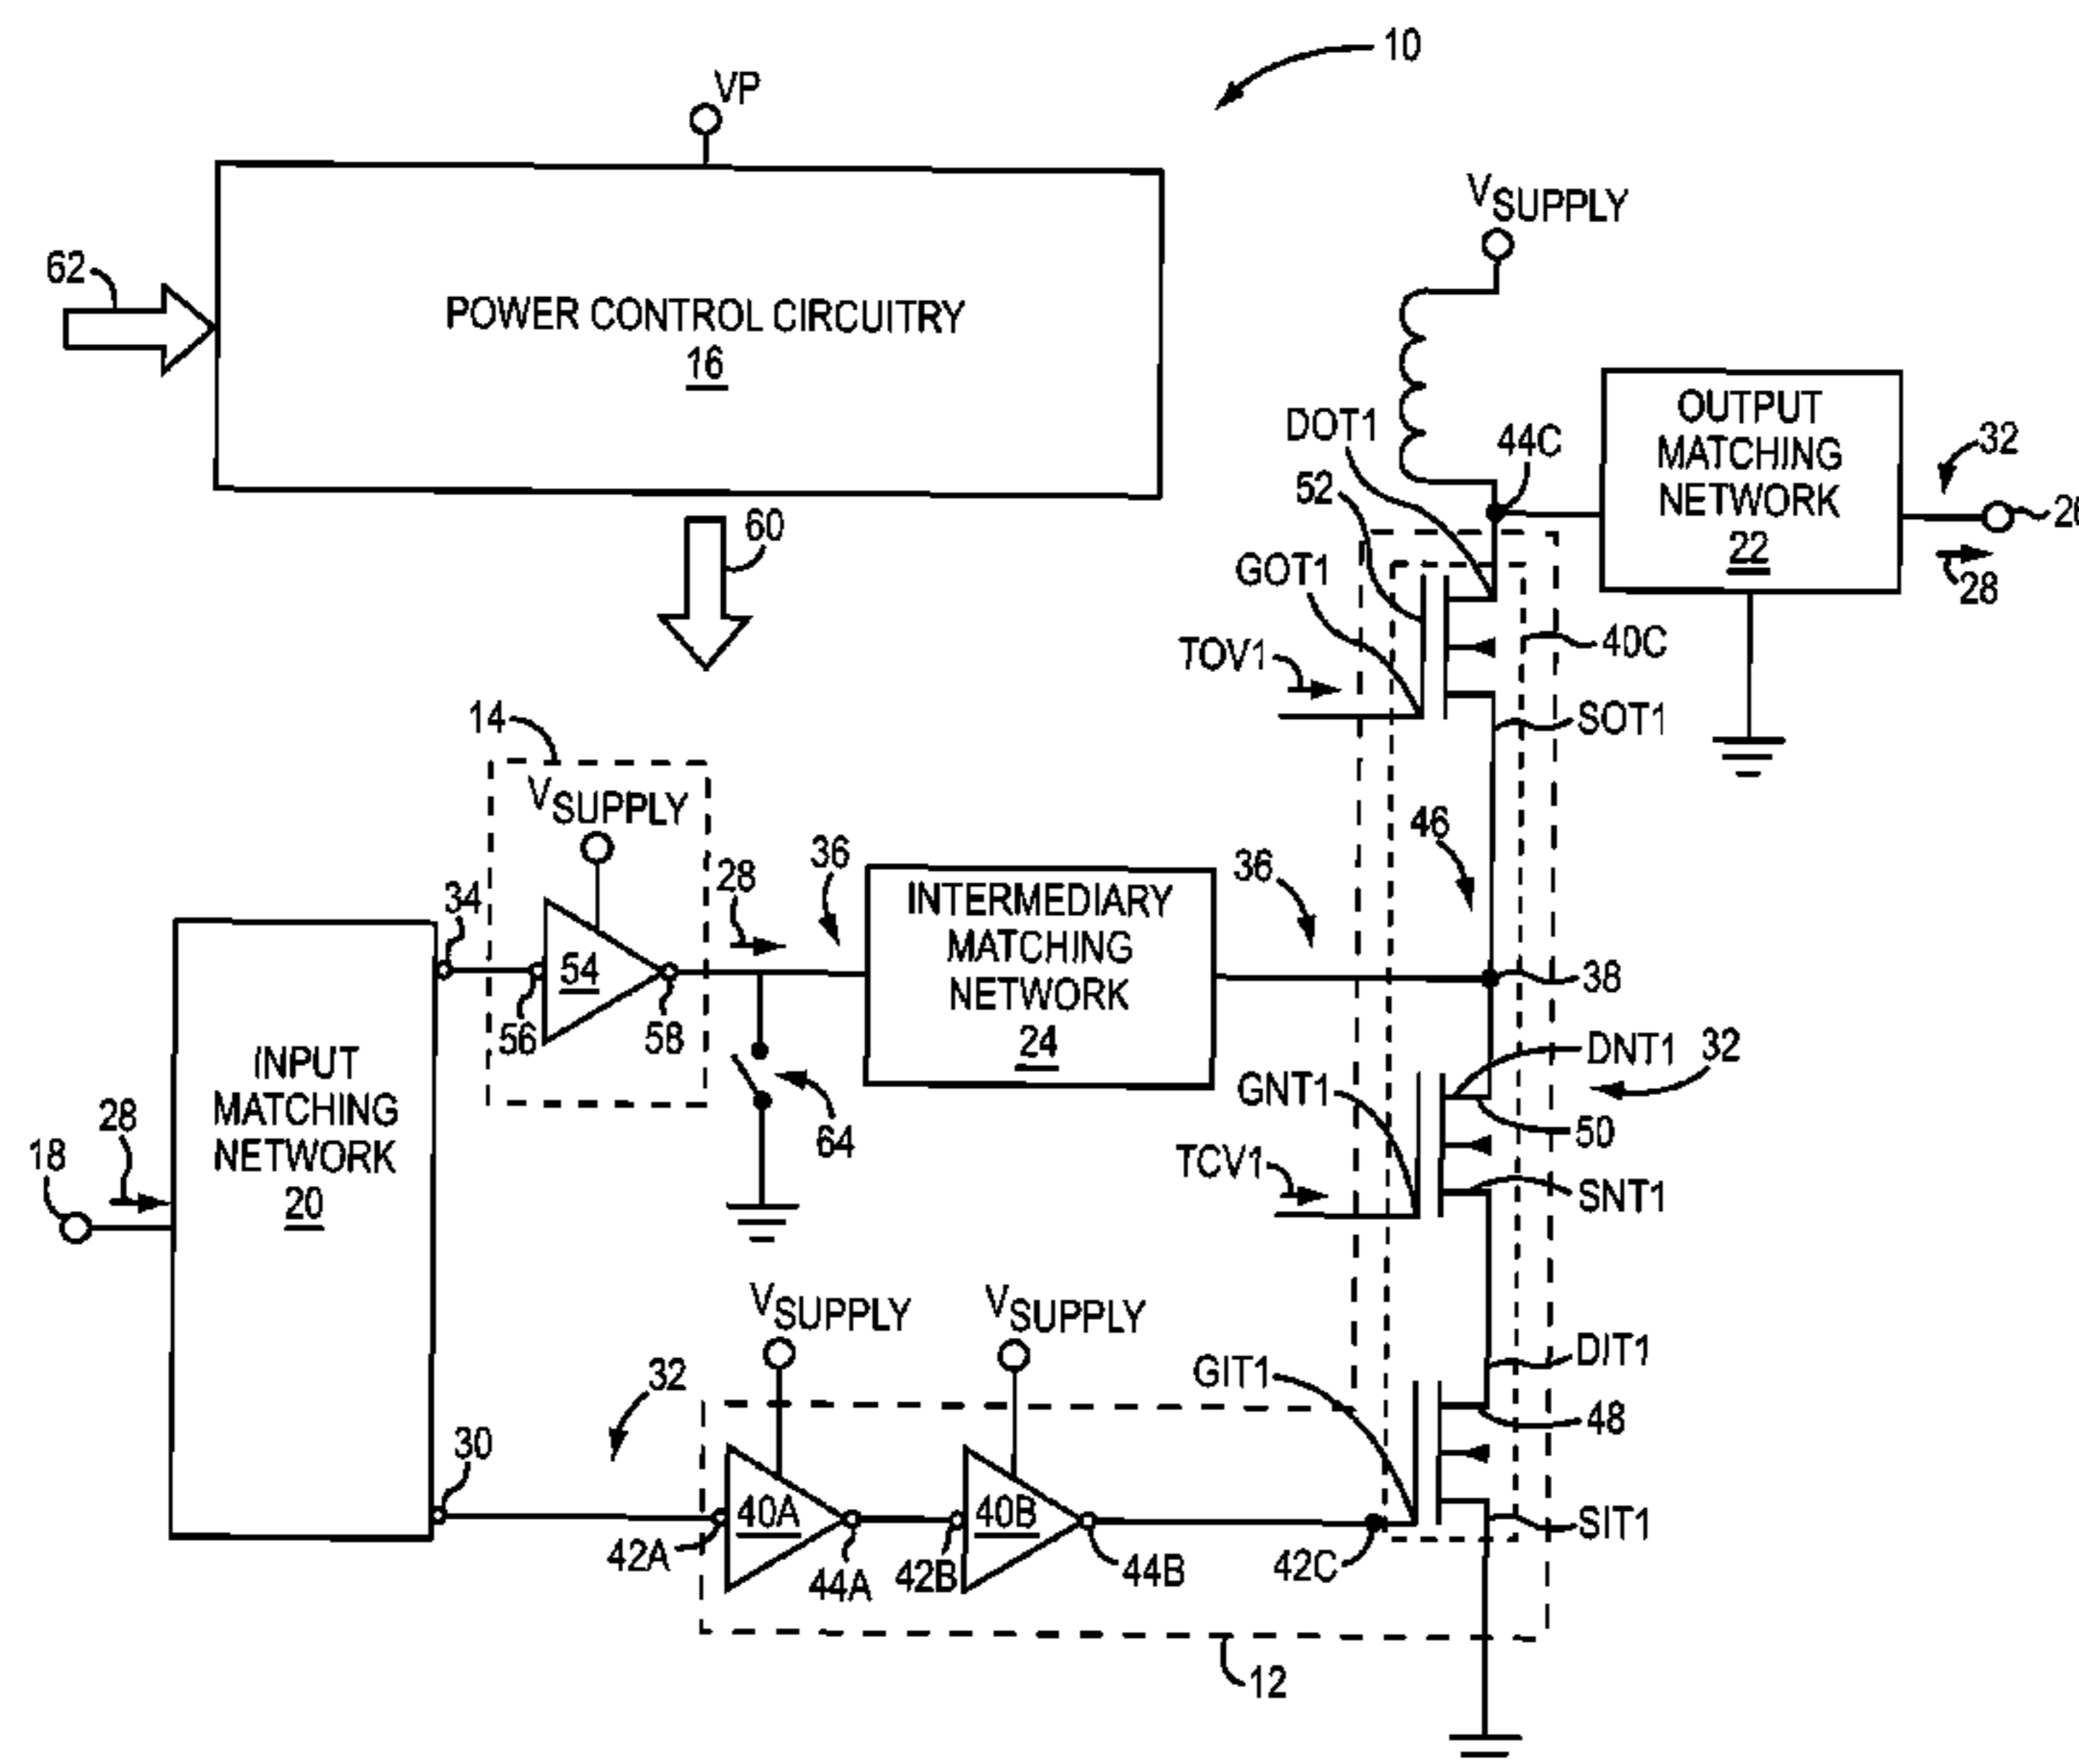 10
VP
VSUPPLY
62
POWER CONTROL CIRCUITRY
16
DOT1
44C
OUTPUT
MATCHING
NETWORK
22
32
52
28
60
GOT1
40C
TOV1
SOT1
14
VSUPPLY
46
34
28
36
INTERMEDIARY
MATCHING
NETWORK
24
36
38
54
56
58
INPUT
MATCHING
NETWORK
20
DNT1
32
GNT1
50
28
64
18
TCV1
SNT1
VSUPPLY
VSUPPLY
32
GIT1
DIT1
48
30
40A
40B
SIT1
42A
44A
42B
44B
42C
12